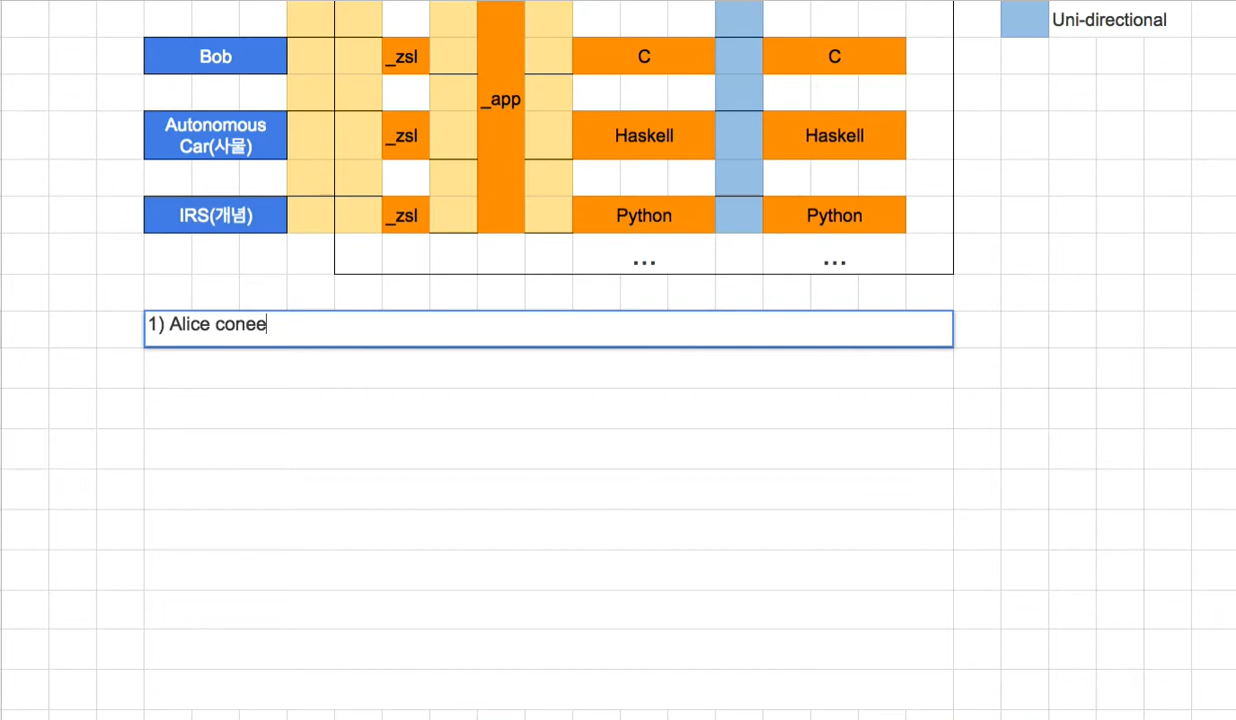 Uni-directional
Bob
_zsl
C
C
_app
Autonomous
Car(사물)
_zsl
Haskell
Haskell
IRS(개념)
_zsl
Python
Python
...
...
1) Alice conee